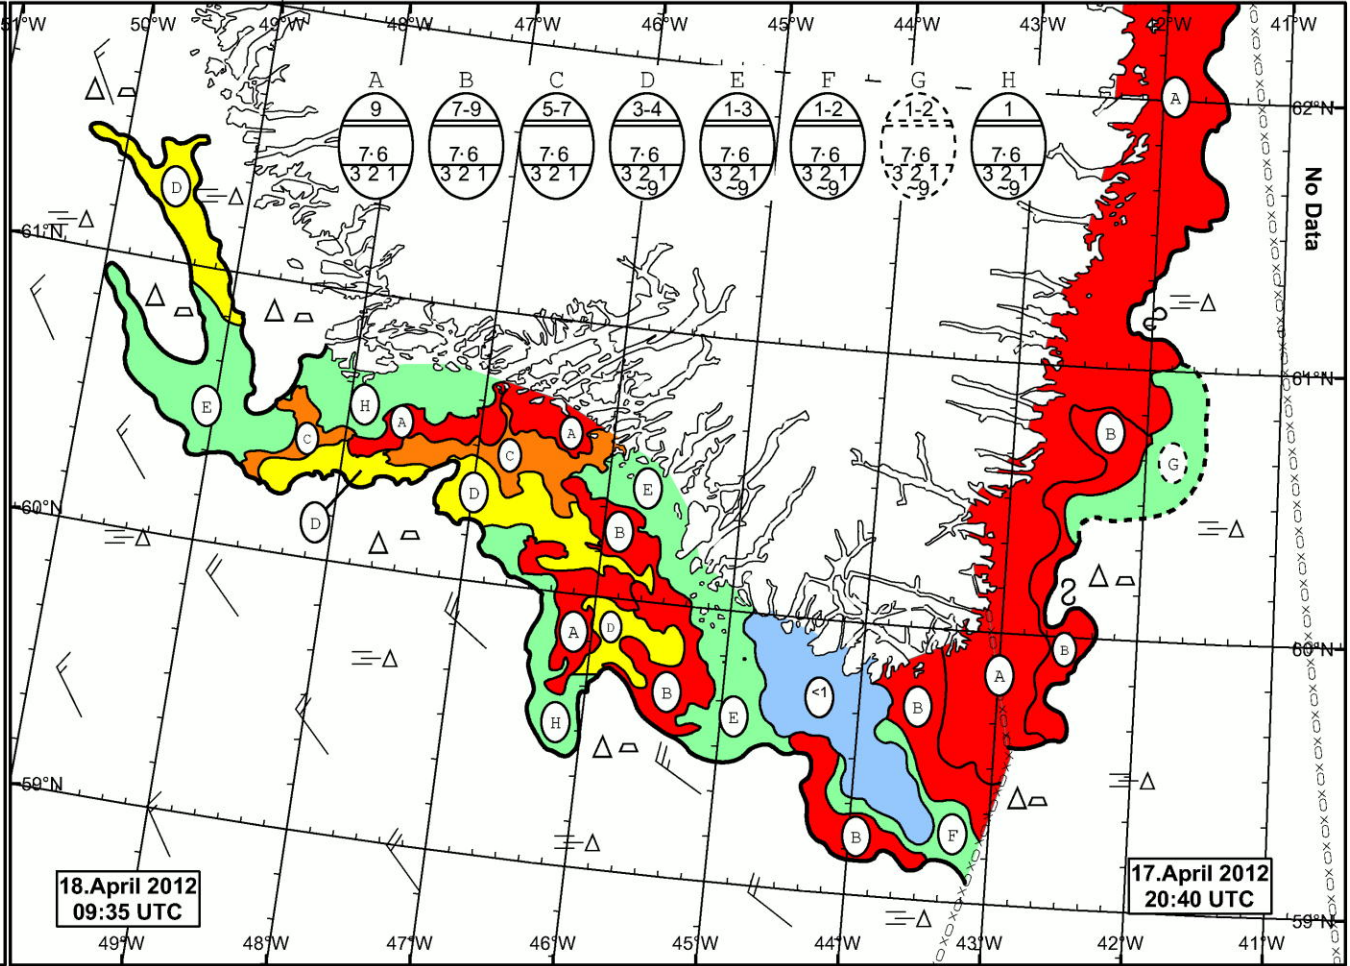 51°W 50°W 49°W 48°W 47°W 46°W 45°W 44°W 43°W 42°W 41°W
A B C D E F G H
9 7-9 5-7 3-4 1-3 1-2 1-2 1
7·6 7·6 7·6 7·6 7·6 7·6 7·6 7·6
3 2 1 3 2 1 3 2 1 3 2 1 3 2 1 3 2 1 3 2 1 3 2 1
~9 ~9 ~9 ~9 ~9
A
62°N
No Data
D
61°N
61°N
E
H
A
C
A
C
B
G
D
E
60°N
D
B
A
D
60°N
B
A
B
<1
B
H
E
59°N
B
F
18.April 2012
09:35 UTC
17.April 2012
20:40 UTC
59°N
49°W 48°W 47°W 46°W 45°W 44°W 43°W 42°W 41°W